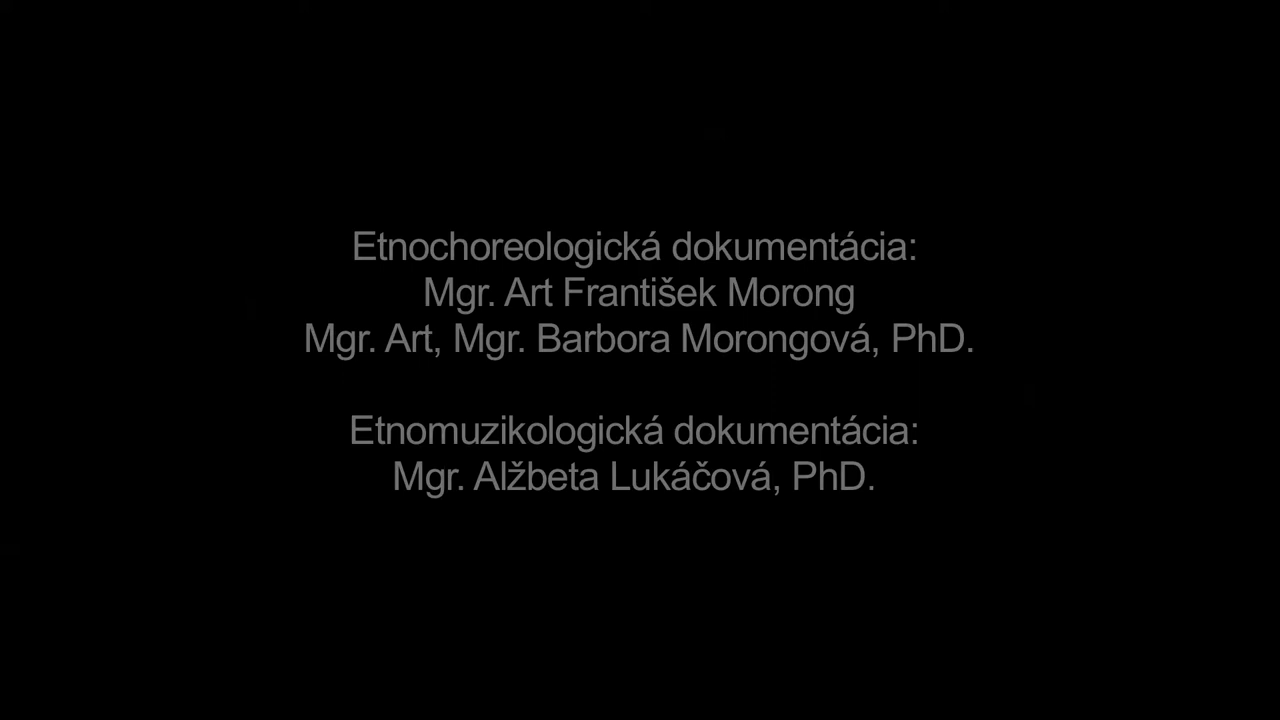 Etnochoreologická dokumentácia:
Mgr. Art František Morong
Mgr. Art, Mgr. Barbora Morongová, PhD.
Etnomuzikologická dokumentácia:
Mgr. Alžbeta Lukáčová, PhD.